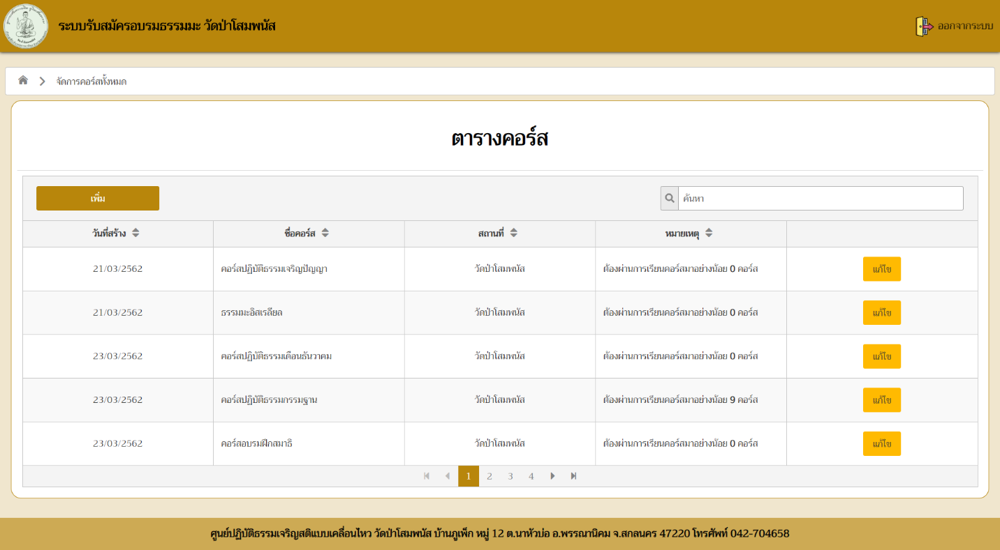 ระบบรับสมัครอบรมธรรมมะ วัดป่าโสมพนัส
ออกจากระบบ
จัดการคอร์สทั้งหมด
ตารางคอร์ส
เพิ่ม
ค้นหา
วันที่สร้าง ชื่อคอร์ส สถานที่ หมายเหตุ
21/03/2562 คอร์สปฏิบัติธรรมเจริญปัญญา วัดป่าโสมพนัส ต้องผ่านการเรียนคอร์สมาอย่างน้อย 0 คอร์ส แก้ไข
21/03/2562 ธรรมมะอิสเรลียล วัดป่าโสมพนัส ต้องผ่านการเรียนคอร์สมาอย่างน้อย 0 คอร์ส แก้ไข
23/03/2562 คอร์สปฏิบัติธรรมเดือนธันวาคม วัดป่าโสมพนัส ต้องผ่านการเรียนคอร์สมาอย่างน้อย 0 คอร์ส แก้ไข
23/03/2562 คอร์สปฏิบัติธรรมกรรมฐาน วัดป่าโสมพนัส ต้องผ่านการเรียนคอร์สมาอย่างน้อย 9 คอร์ส แก้ไข
23/03/2562 คอร์สอบรมฝึกสมาธิ วัดป่าโสมพนัส ต้องผ่านการเรียนคอร์สมาอย่างน้อย 0 คอร์ส แก้ไข
1 2 3 4
ศูนย์ปฏิบัติธรรมเจริญสติแบบเคลื่อนไหว วัดป่าโสมพนัส บ้านภูเพ็ก หมู่ 12 ต.นาหัวบ่อ อ.พรรณานิคม จ.สกลนคร 47220 โทรศัพท์ 042-704658